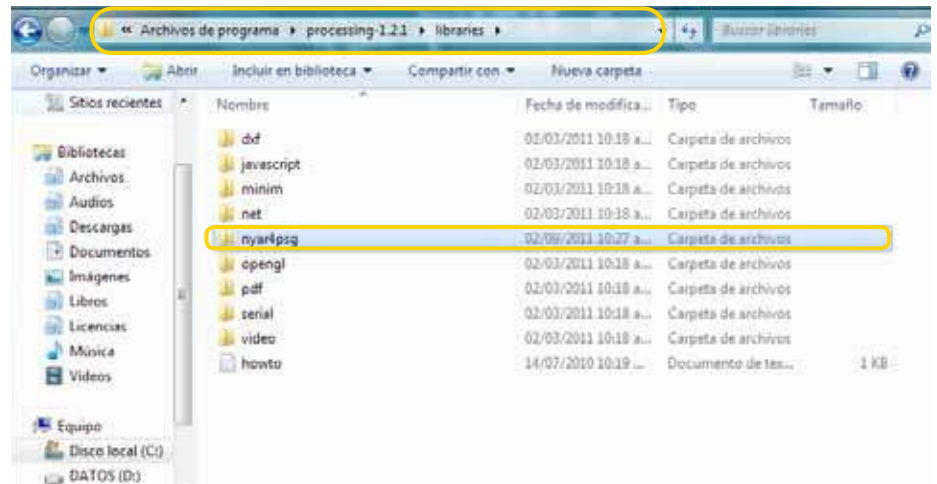 « Archivos de programa ▸ processing-1.2.1 ▸ libraries ▸ Buscar libraries
Organizar Abrir Incluir en biblioteca Compartir con Nueva carpeta
Sitios recientes
Bibliotecas
Archivos
Audios
Descargas
Documentos
Imágenes
Libros
Licencias
Música
Videos
Equipo
Disco local (C:)
DATOS (D:)
Nombre Fecha de modifica... Tipo Tamaño
dxf 02/03/2011 10:18 a... Carpeta de archivos
javascript 02/03/2011 10:18 a... Carpeta de archivos
minim 02/03/2011 10:18 a... Carpeta de archivos
net 02/03/2011 10:18 a... Carpeta de archivos
nyar4psg 02/09/2011 10:27 a... Carpeta de archivos
opengl 02/03/2011 10:18 a... Carpeta de archivos
pdf 02/03/2011 10:18 a... Carpeta de archivos
serial 02/03/2011 10:18 a... Carpeta de archivos
video 02/03/2011 10:18 a... Carpeta de archivos
howto 14/07/2010 10:19 ... Documento de tex... 1 KB